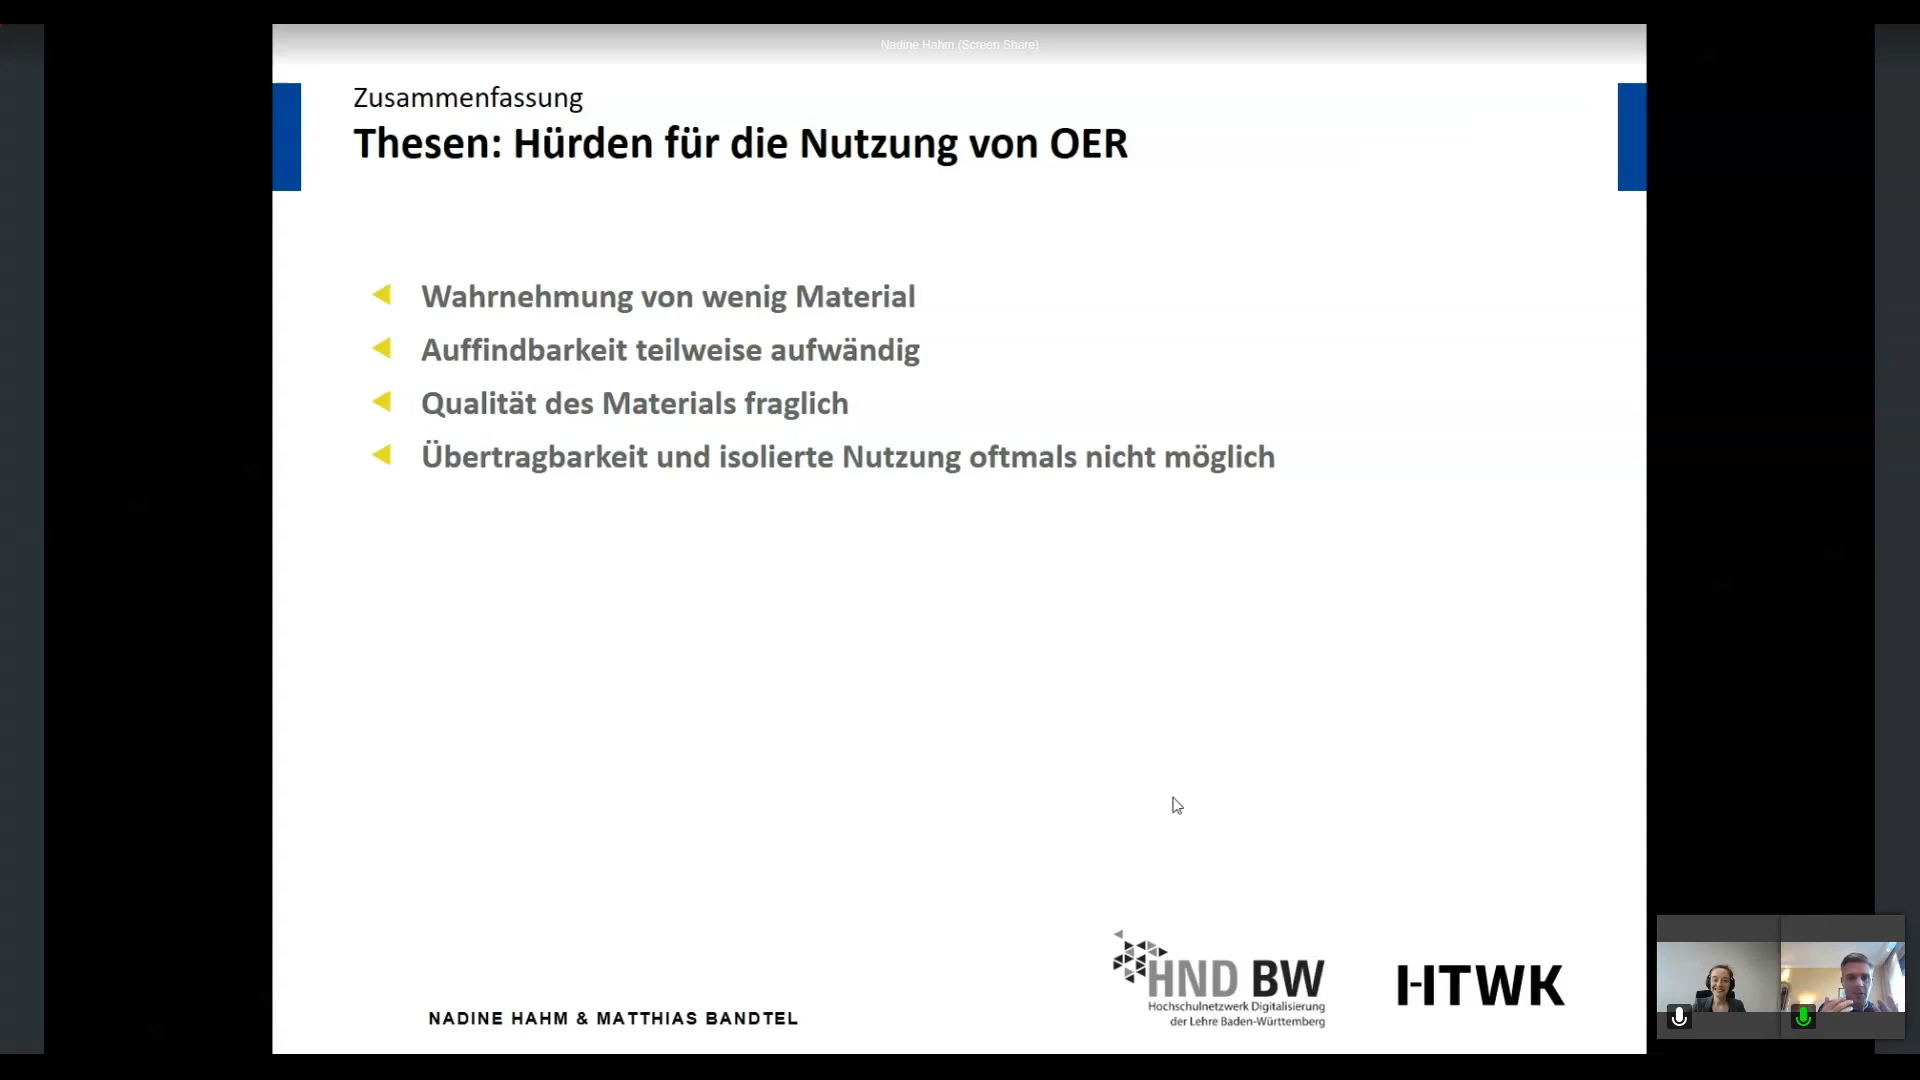 Nadine Hahm (Screen Share)
Zusammenfassung
Thesen: Hürden für die Nutzung von OER
Wahrnehmung von wenig Material
Auffindbarkeit teilweise aufwändig
Qualität des Materials fraglich
Übertragbarkeit und isolierte Nutzung oftmals nicht möglich
NADINE HAHM & MATTHIAS BANDTEL
HND BW
Hochschulnetzwerk Digitalisierung
der Lehre Baden-Württemberg
HTWK